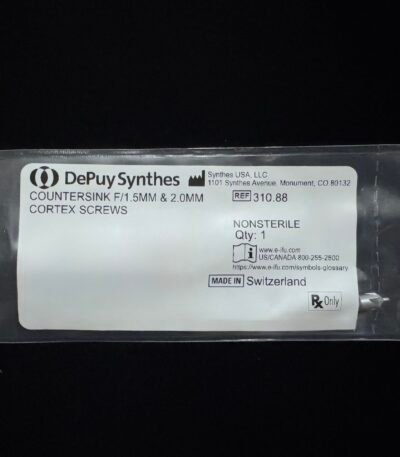 DePuy Synthes
Synthes USA, LLC
1101 Synthes Avenue, Monument, CO 80132
COUNTERSINK F/1.5MM & 2.0MM
CORTEX SCREWS
REF 310.88
NONSTERILE
Qty: 1
i
www.e-ifu.com
US/CANADA 800-255-2500
https://www.e-ifu.com/symbols-glossary
MADE IN Switzerland
Rx Only